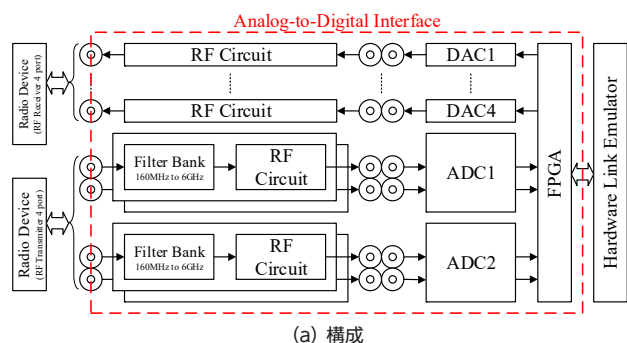 Analog-to-Digital Interface
Radio Device
(RF Receiver 4 port)
RF Circuit
DAC1
RF Circuit
DAC4
Radio Device
(RF Transmitter 4 port)
Filter Bank
160MHz to 6GHz
RF
Circuit
ADC1
Filter Bank
160MHz to 6GHz
RF
Circuit
ADC2
FPGA
Hardware Link Emulator
(a) 構成